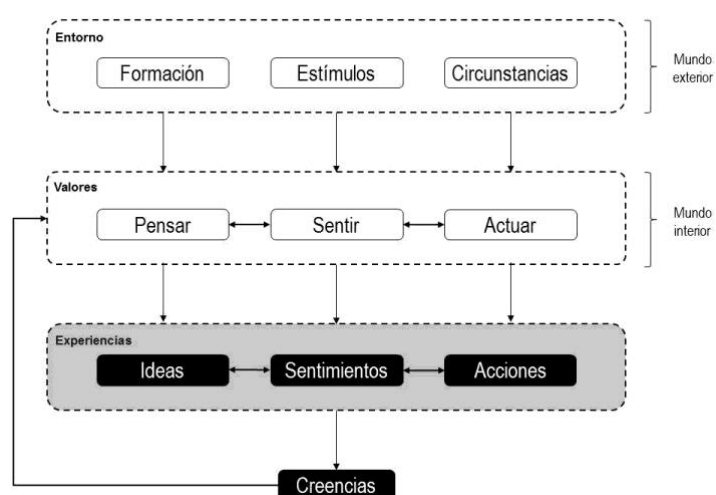 Entorno
Formación
Estímulos
Circunstancias
Mundo
exterior
Valores
Pensar
Sentir
Actuar
Mundo
interior
Experiencias
Ideas
Sentimientos
Acciones
Creencias